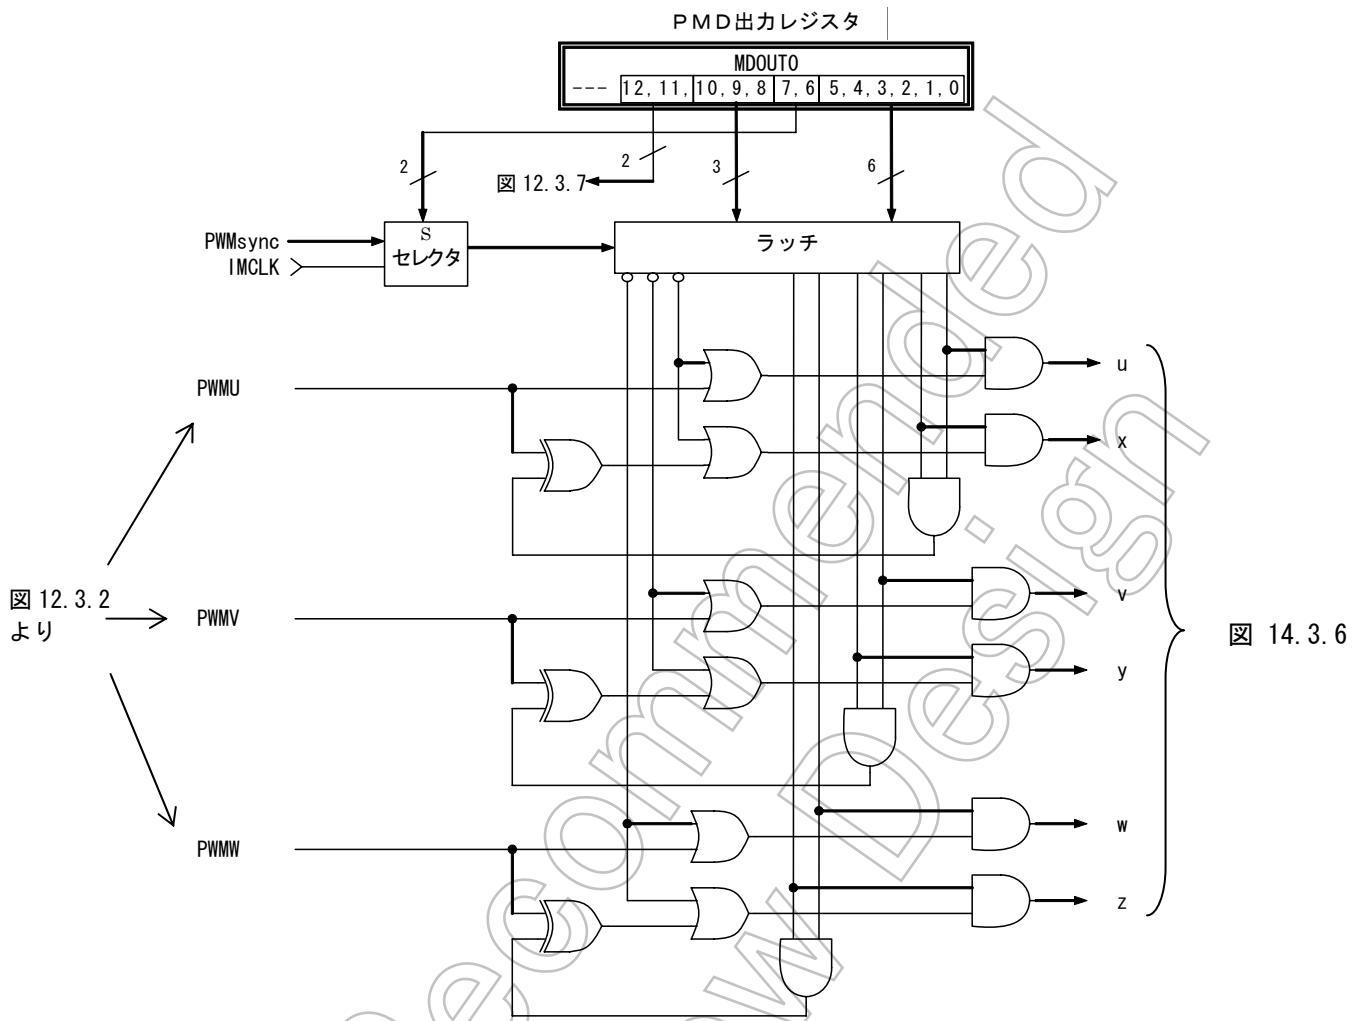 PMD出力レジスタ
MDOUT0
--- 12,11, 10,9,8 7,6 5,4,3,2,1,0
2
2
3
6
図 12.3.7
PWMsync
IMCLK
S
セレクタ
ラッチ
PWMU
u
x
図 12.3.2
より
PWMV
v
y
図 14.3.6
PWMW
w
z
ecommended
w Design